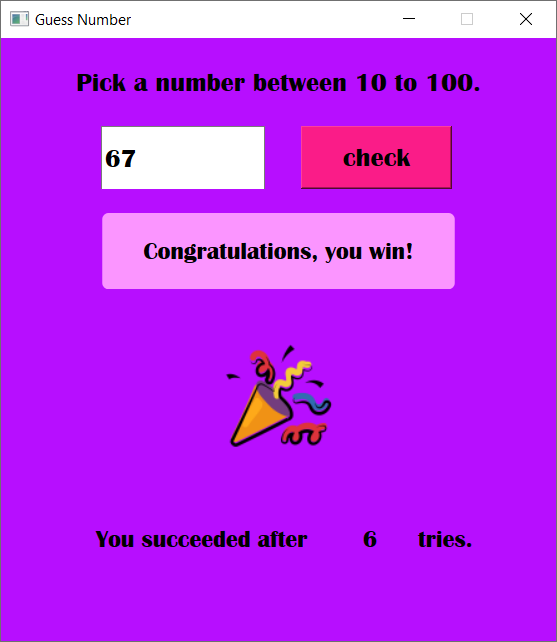 Guess Number
Pick a number between 10 to 100.
67 check
Congratulations, you win!
You succeeded after 6 tries.